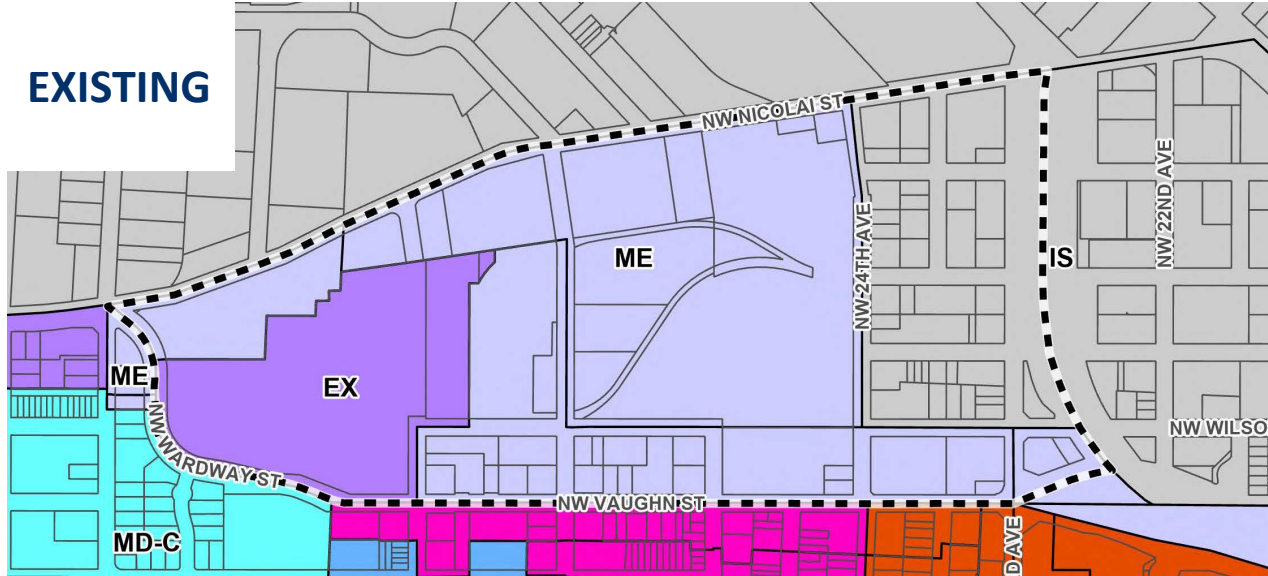 EXISTING
NW NICOLAI ST
NW 22ND AVE
NW 24TH AVE
ME
IS
ME
EX
NW WARDWAY ST
NW WILSO
NW VAUGHN ST
MD-C
D AVE